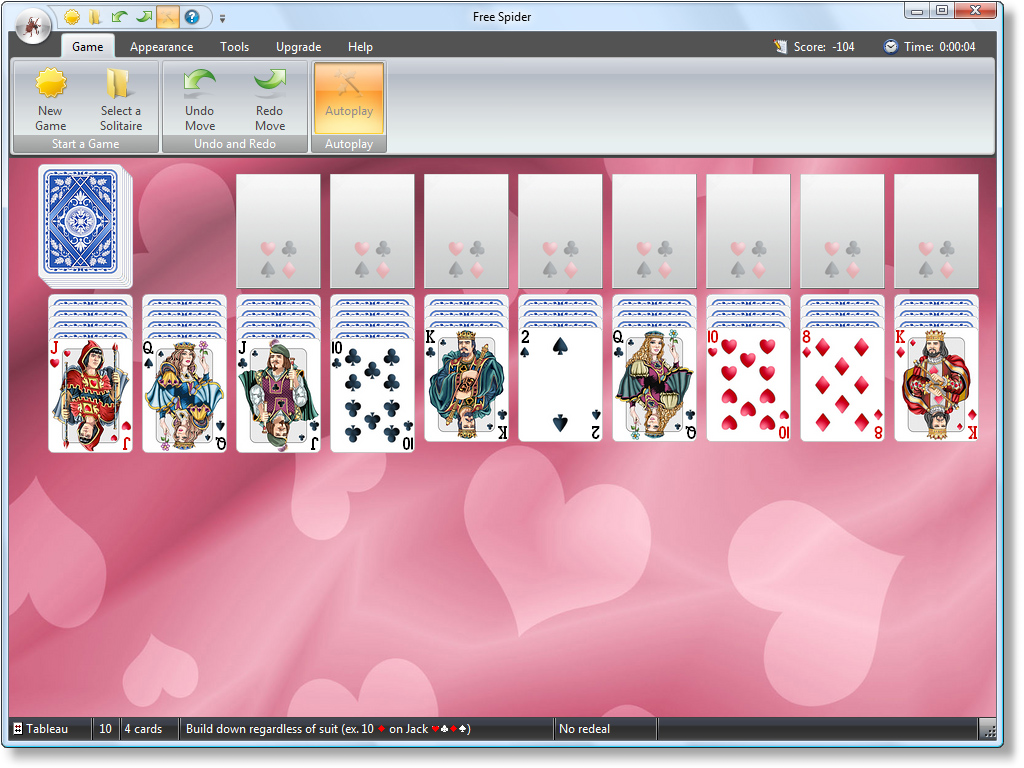 Free Spider
Game Appearance Tools Upgrade Help Score: -104 Time: 0:00:04
New Game
Select a Solitaire
Undo Move
Redo Move
Autoplay
Start a Game Undo and Redo Autoplay
J Q J 10 K 2 Q 10 8 K
J Q J 10 K 2 Q 10 8 K
Tableau 10 4 cards Build down regardless of suit (ex. 10 ♦ on Jack ♥♣♦♠) No redeal